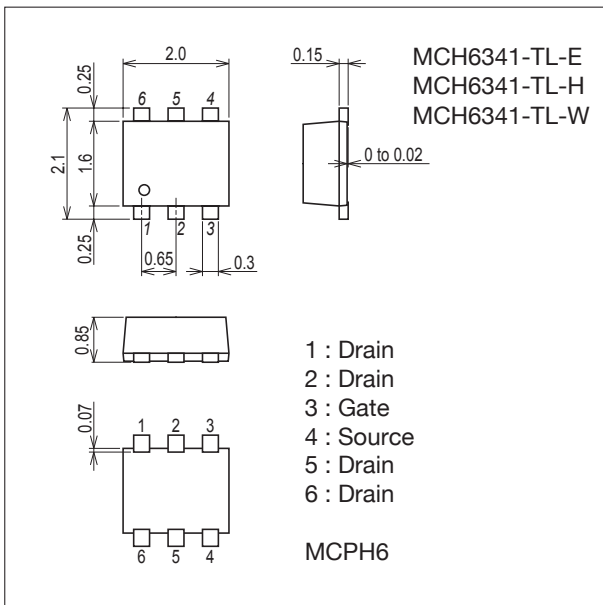 0.25
2.0
0.15
MCH6341-TL-E
MCH6341-TL-H
MCH6341-TL-W
6 5 4
2.1
1.6
0 to 0.02
1 2 3
0.25
0.65
0.3
0.85
1 : Drain
2 : Drain
3 : Gate
4 : Source
5 : Drain
6 : Drain
0.07
1 2 3
6 5 4
MCPH6